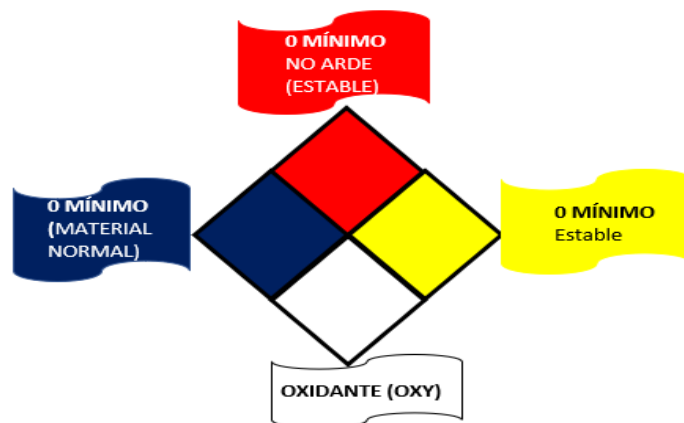 0 MÍNIMO
NO ARDE
(ESTABLE)
0 MÍNIMO
(MATERIAL
NORMAL)
0 MÍNIMO
Estable
OXIDANTE (OXY)